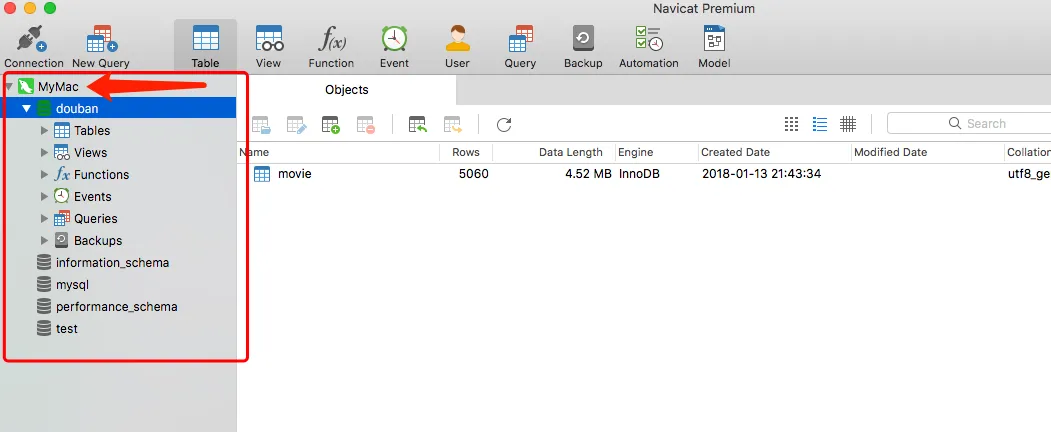 Navicat Premium
Connection New Query Table View Function Event User Query Backup Automation Model
MyMac
douban
Tables
Views
Functions
Events
Queries
Backups
information_schema
mysql
performance_schema
test
Objects
Search
Name Rows Data Length Engine Created Date Modified Date Collation
movie 5060 4.52 MB InnoDB 2018-01-13 21:43:34 utf8_ge